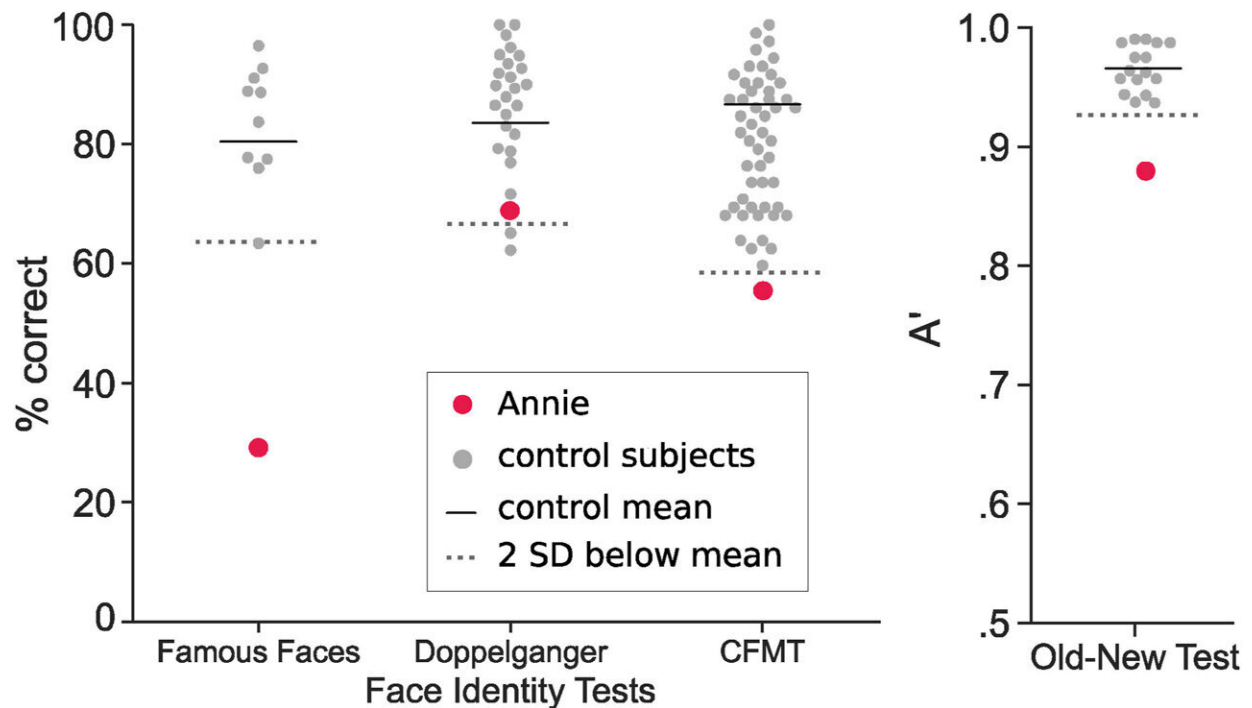 % correct
100
80
60
40
20
0
Annie
control subjects
control mean
2 SD below mean
Famous Faces
Doppelganger
CFMT
Face Identity Tests
A'
1.0
.9
.8
.7
.6
.5
Old-New Test